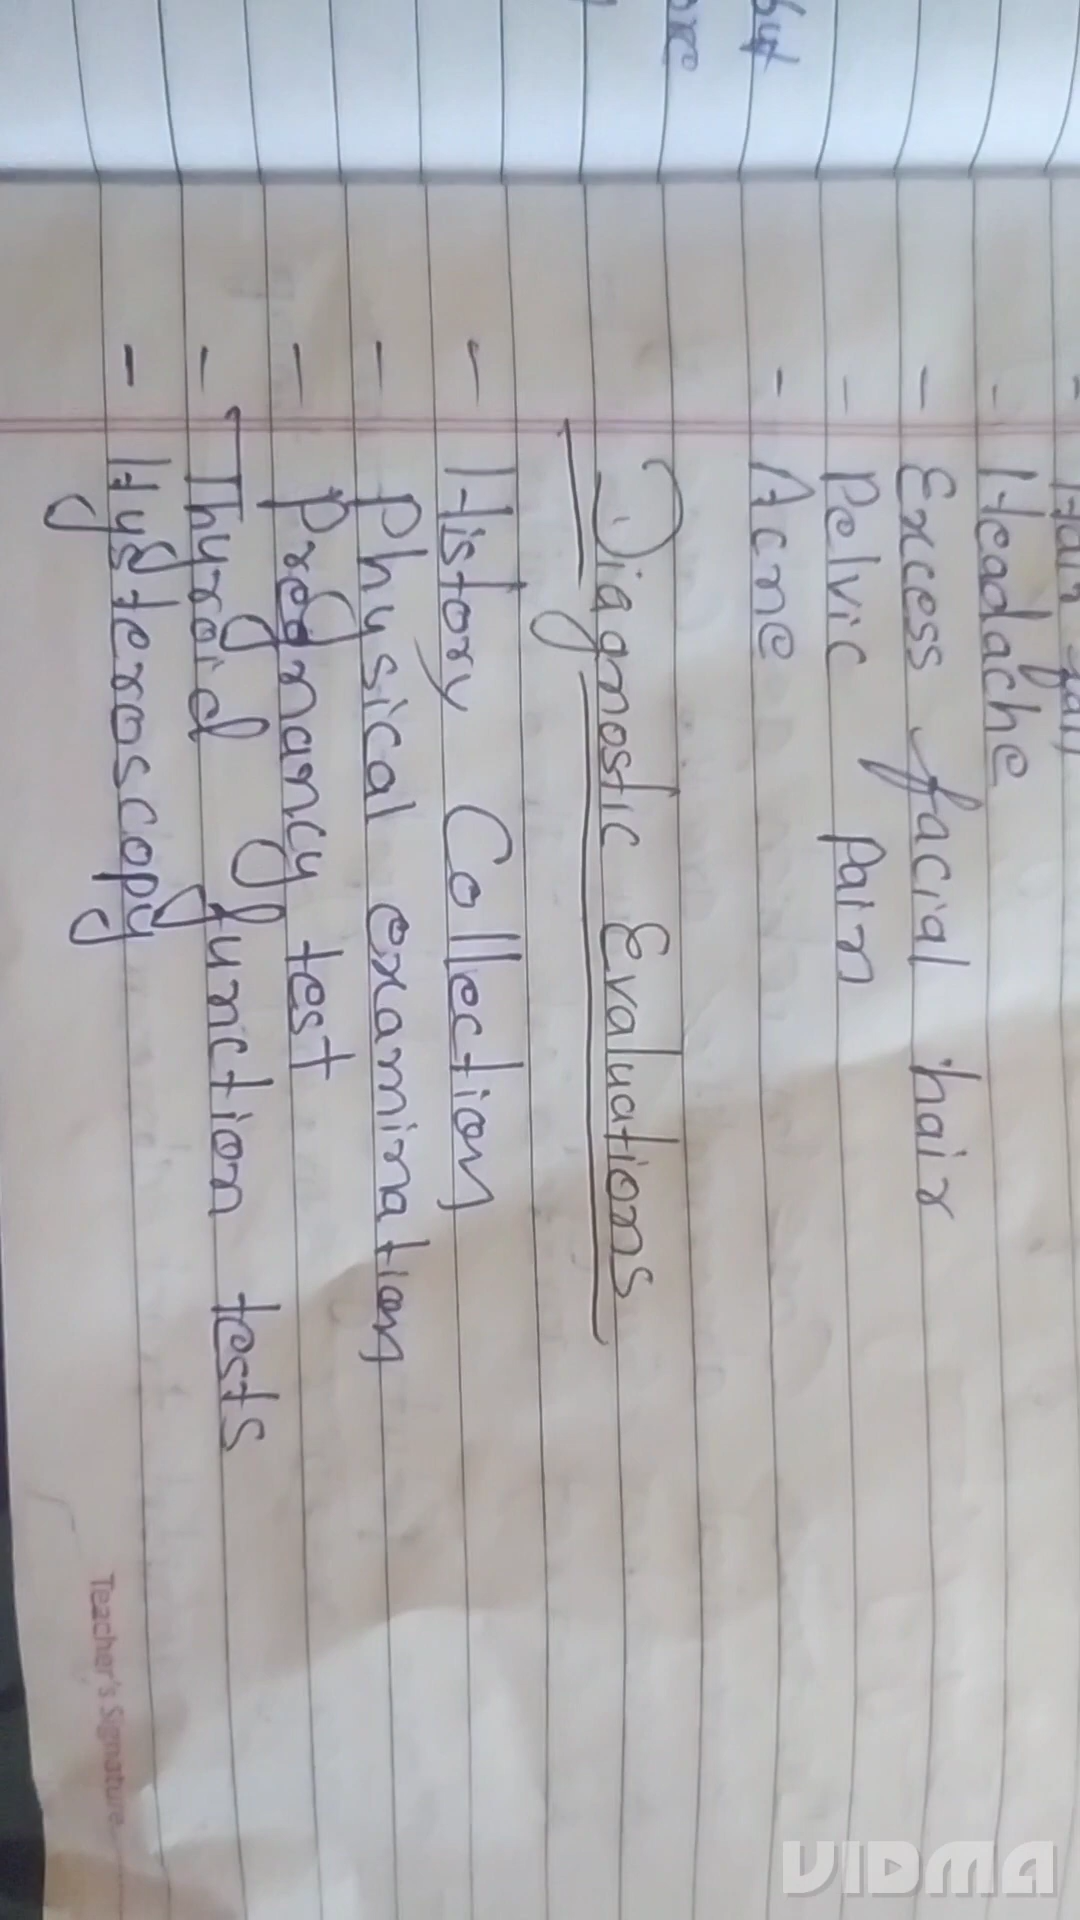 - Headache
- Excess facial hair
- Pelvic pain
- Acne
Diagnostic Evaluations
- History Collection
- Physical examination
- Pregnancy test
- Thyroid function tests
- Hysteroscopy
Teacher's Signature
VIDMA